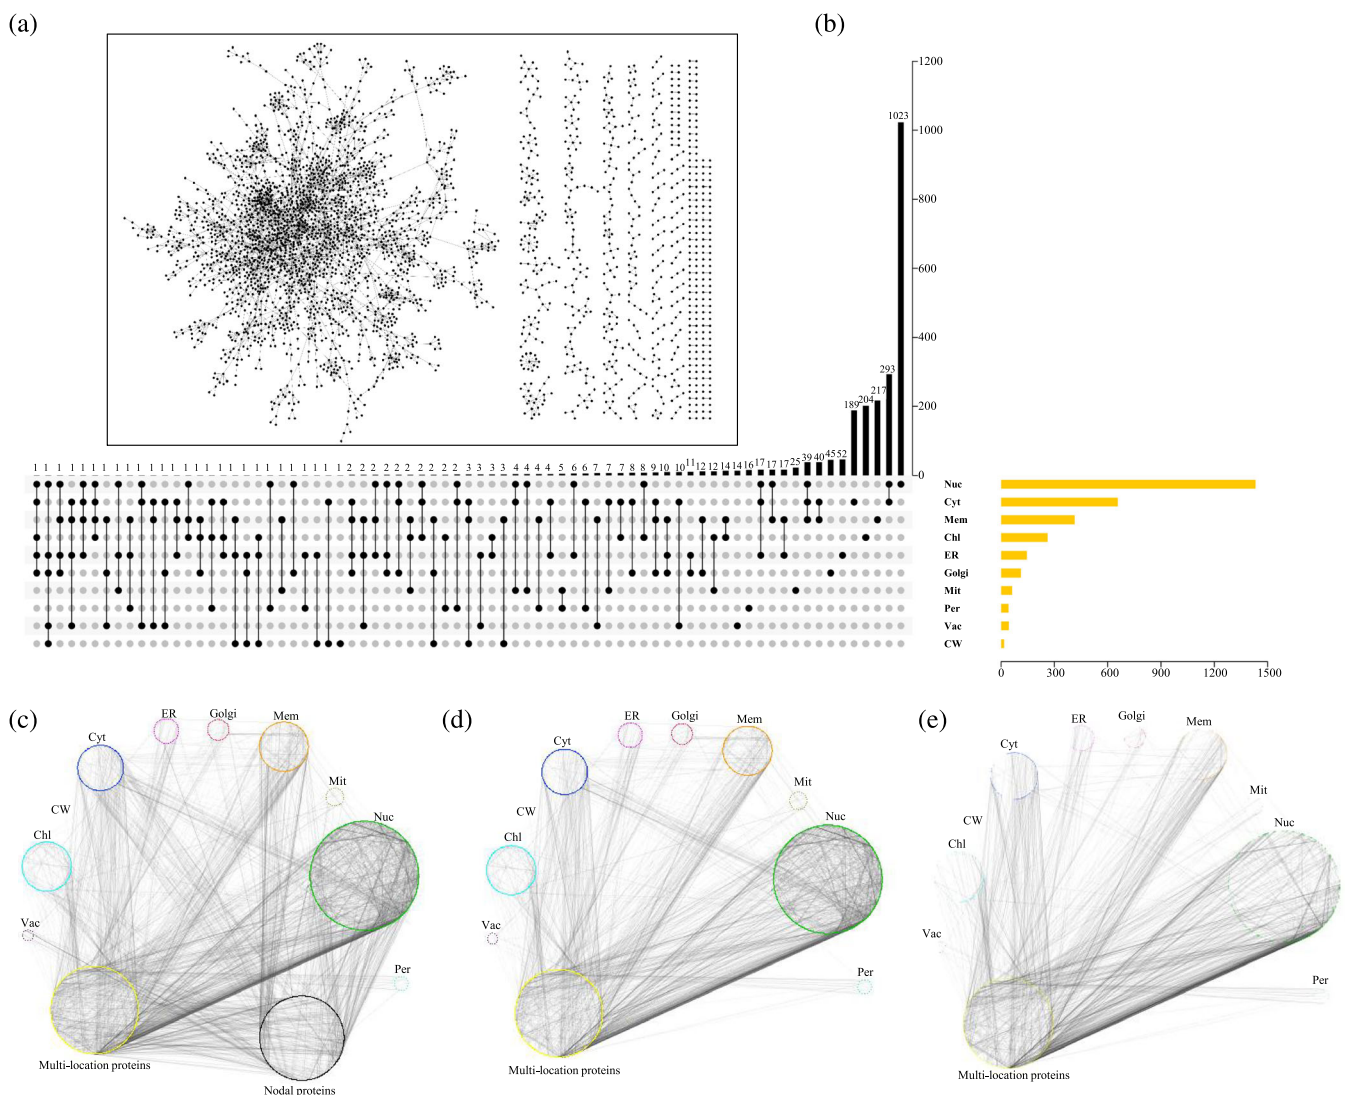 (a)
(b)
1200
1000
800
600
400
200
0
1023
293
217
204
189
1 1 1 1 1 1 1 1 1 1 1 1 1 1 1 1 1 1 1 1 1 1 1 1 1 1 1 2 2 2 2 2 2 2 2 2 2 3 3 3 3 4 4 4 4 5 6 6 7 7 7 8 8 9 10 10 11 12 12 14 14 16 17 17 17 25 39 40 45 52
Nuc
Cyt
Mem
Chl
ER
Golgi
Mit
Per
Vac
CW
0 300 600 900 1200 1500
(c)
ER
Golgi
Mem
Cyt
Mit
CW
Nuc
Chl
Vac
Per
Multi-location proteins
Nodal proteins
(d)
ER
Golgi
Mem
Cyt
Mit
CW
Nuc
Chl
Vac
Per
Multi-location proteins
(e)
ER
Golgi
Mem
Cyt
Mit
CW
Nuc
Chl
Vac
Per
Multi-location proteins